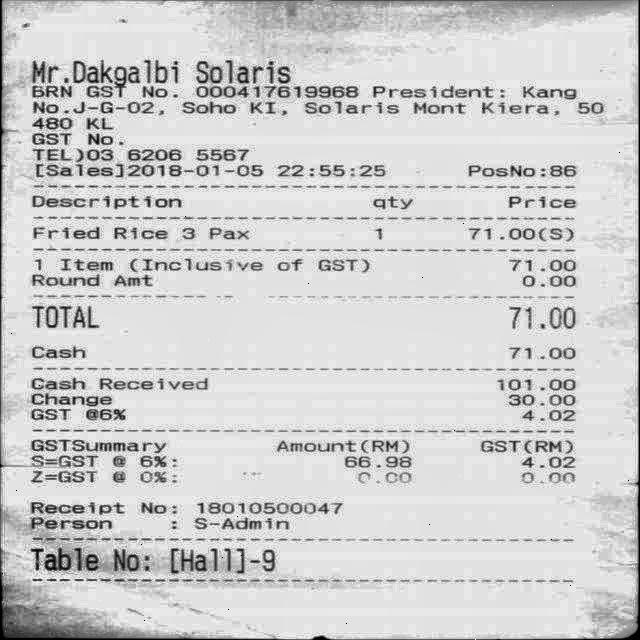 Mr.Dakgalbi Solaris
BRN GST No. 000417619968 President: Kang
No.J-G-02, Soho KI, Solaris Mont Kiera, 50
480 KL
GST No.
TEL)03 6206 5567
[Sales]2018-01-05 22:55:25 PosNo:86
Description qty Price
Fried Rice 3 Pax 1 71.00(S)
1 Item (Inclusive of GST) 71.00
Round Amt 0.00
TOTAL 71.00
Cash 71.00
Cash Received 101.00
Change 30.00
GST @6% 4.02
GSTSummary Amount(RM) GST(RM)
S=GST @ 6%: 66.98 4.02
Z=GST @ 0%: 0.00 0.00
Receipt No: 18010500047
Person : S-Admin
Table No: [Hall]-9